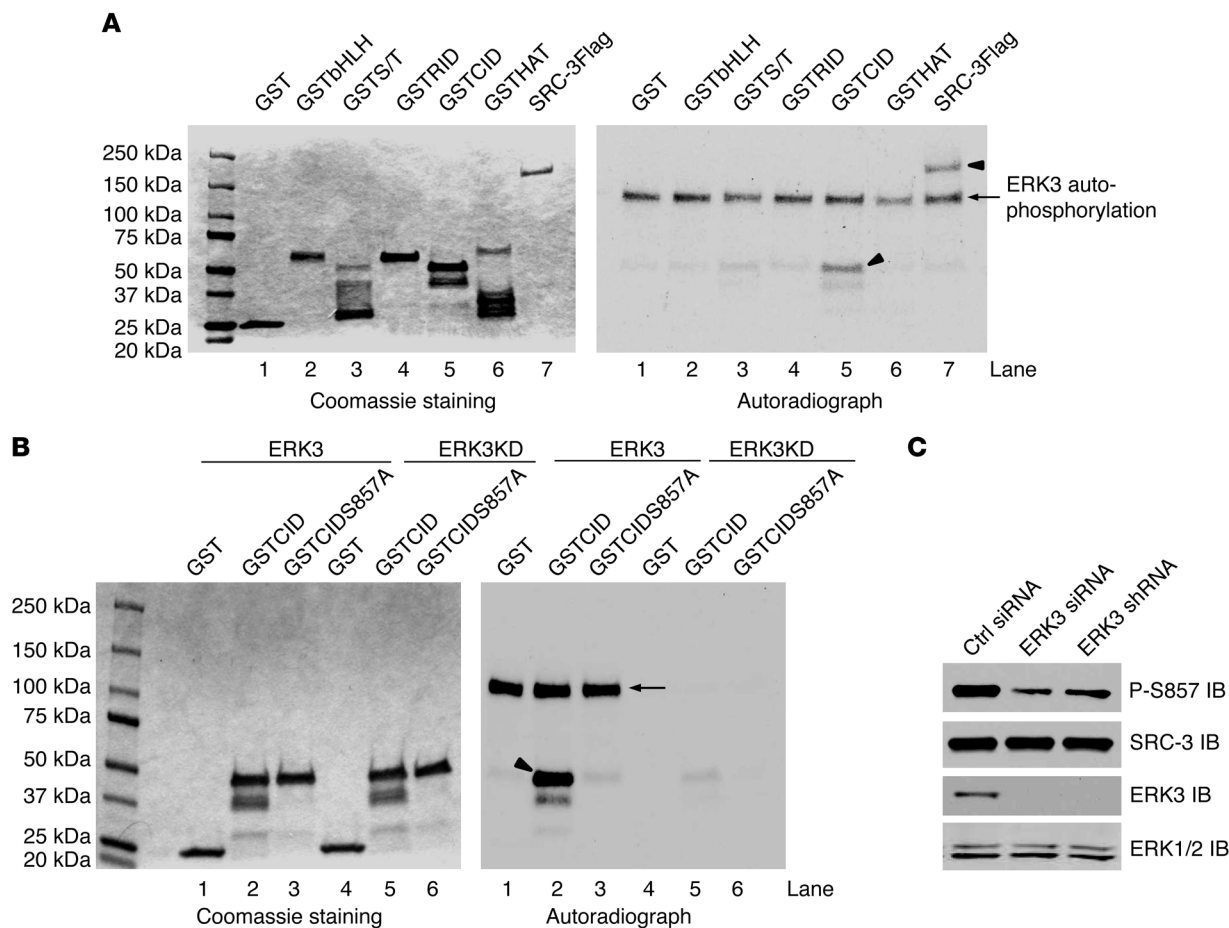 A
GST
GSTbHLH
GSTS/T
GSTRID
GSTCID
GSTHAT
SRC-3Flag
GST
GSTbHLH
GSTS/T
GSTRID
GSTCID
GSTHAT
SRC-3Flag
250 kDa
150 kDa
100 kDa
75 kDa
50 kDa
37 kDa
25 kDa
20 kDa
ERK3 auto-
phosphorylation
1 2 3 4 5 6 7
1 2 3 4 5 6 7 Lane
Coomassie staining
Autoradiograph
B
ERK3
ERK3KD
ERK3
ERK3KD
GST
GSTCID
GSTCIDS857A
GST
GSTCID
GSTCIDS857A
GST
GSTCID
GSTCIDS857A
GST
GSTCID
GSTCIDS857A
250 kDa
150 kDa
100 kDa
75 kDa
50 kDa
37 kDa
25 kDa
20 kDa
1 2 3 4 5 6
1 2 3 4 5 6 Lane
Coomassie staining
Autoradiograph
C
Ctrl siRNA
ERK3 siRNA
ERK3 shRNA
P-S857 IB
SRC-3 IB
ERK3 IB
ERK1/2 IB